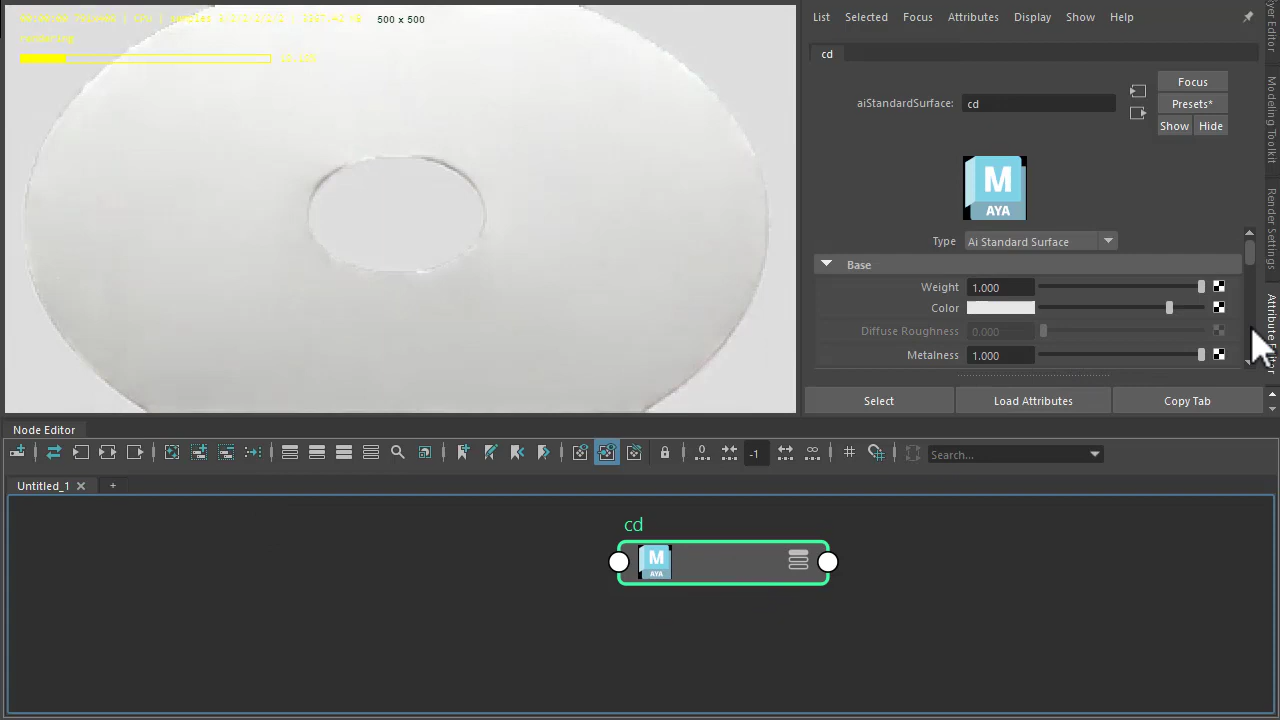 500 x 500
rendering
List Selected Focus Attributes Display Show Help
cd
aiStandardSurface: cd
Focus
Presets*
Show Hide
M
AYA
Type Ai Standard Surface
Base
Weight 1.000
Color
Diffuse Roughness 0.000
Metalness 1.000
Select Load Attributes Copy Tab
Modeling Toolkit
Render Settings
Node Editor
0
-1
Search...
Untitled_1
+
cd
M
AYA